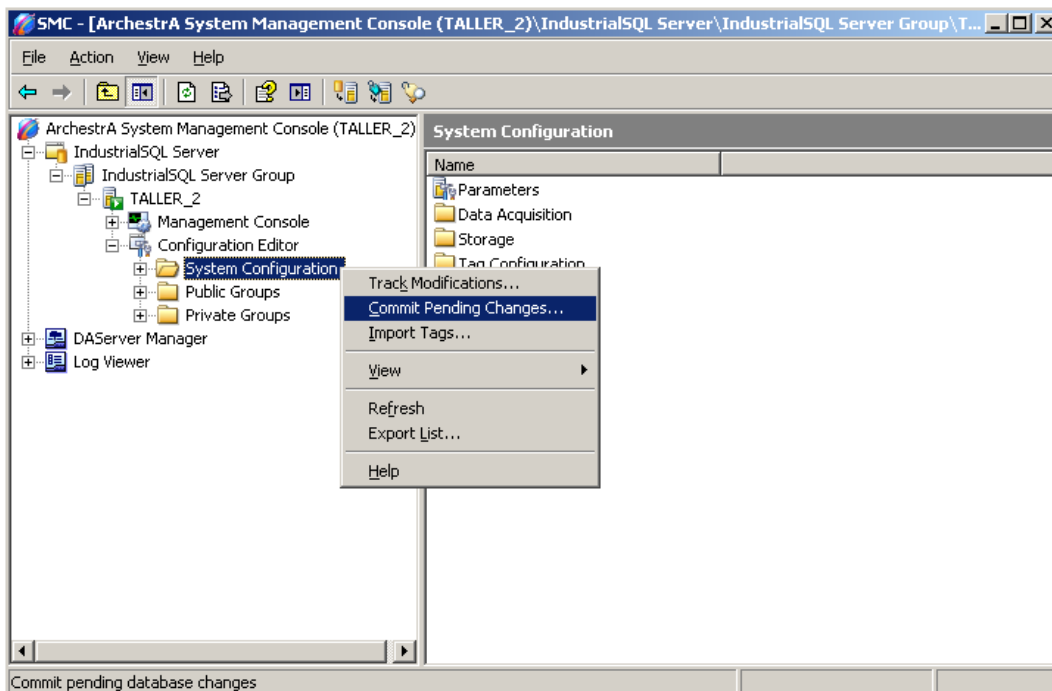 SMC - [ArchestrA System Management Console (TALLER_2)\IndustrialSQL Server\IndustrialSQL Server Group\T...
File Action View Help
ArchestrA System Management Console (TALLER_2)
IndustrialSQL Server
IndustrialSQL Server Group
TALLER_2
Management Console
Configuration Editor
System Configuration
Public Groups
Private Groups
DAServer Manager
Log Viewer
System Configuration
Name
Parameters
Data Acquisition
Storage
Tag Configuration
Track Modifications...
Commit Pending Changes...
Import Tags...
View
Refresh
Export List...
Help
Commit pending database changes